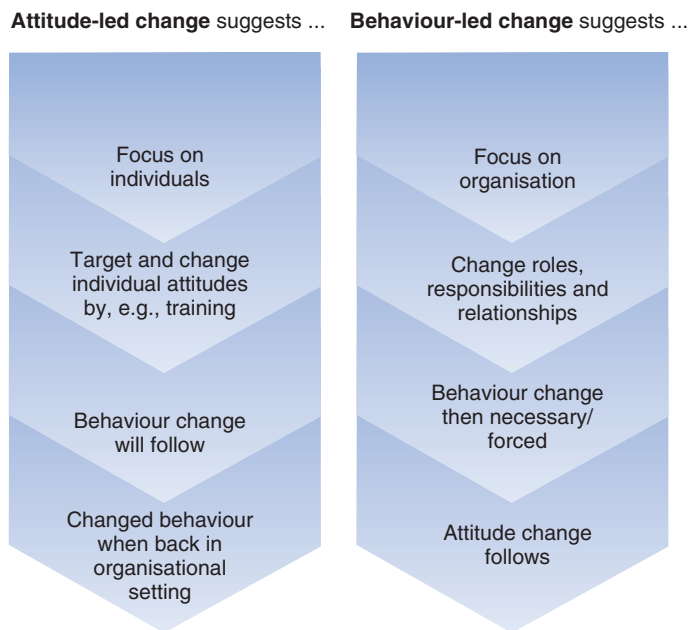 Attitude-led change suggests ...
Focus on
individuals
Target and change
individual attitudes
by, e.g., training
Behaviour change
will follow
Changed behaviour
when back in
organisational
setting
Behaviour-led change suggests ...
Focus on
organisation
Change roles,
responsibilities and
relationships
Behaviour change
then necessary/
forced
Attitude change
follows